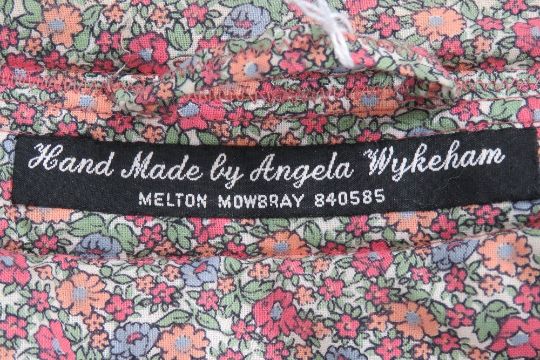 Hand Made by Angela Wykeham
MELTON MOWBRAY 840585